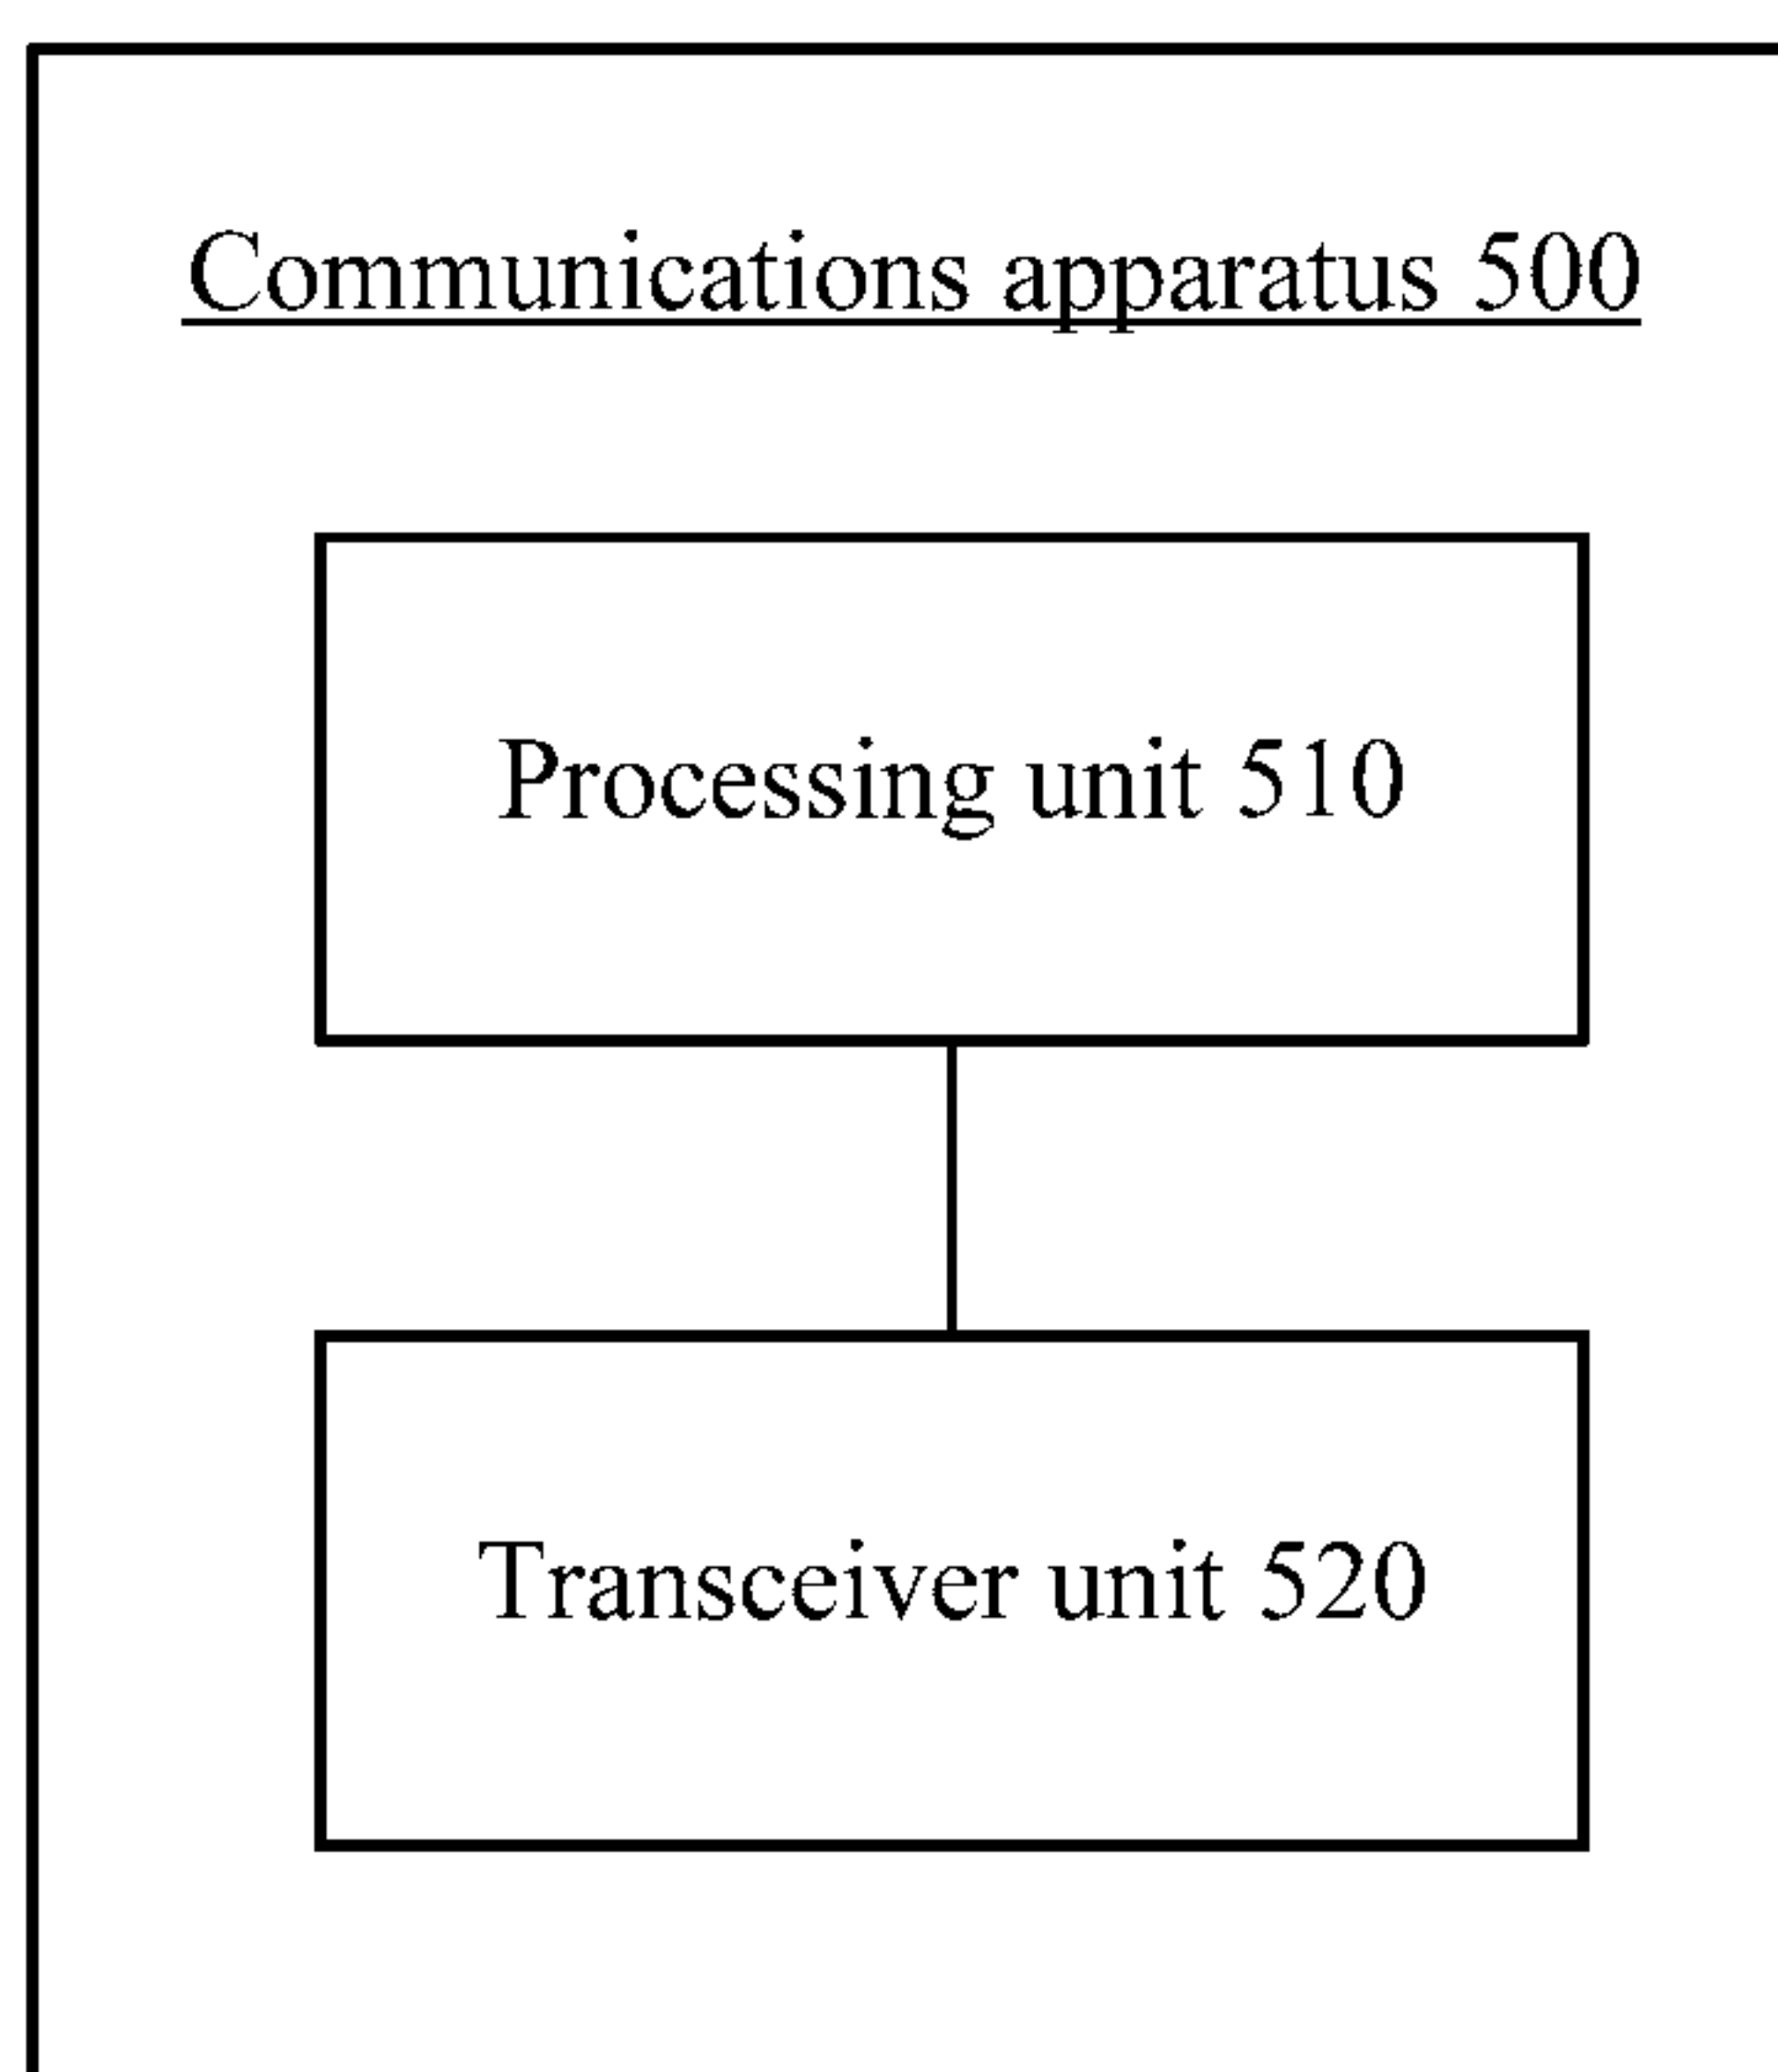 Communications apparatus 500
Processing unit 510
Transceiver unit 520